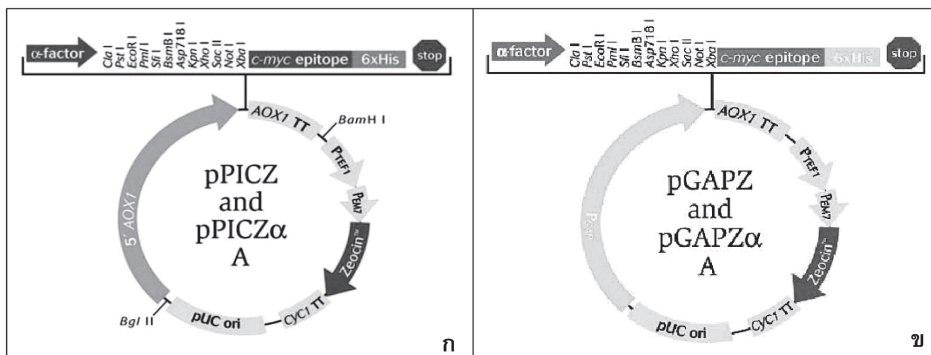 α-factor
Cla I
Pst I
EcoR I
Pml I
Sfi I
BsmB I
Asp718 I
Kpn I
Xho I
Sac II
Not I
Xba I
c-myc epitope
6xHis
stop
AOX1 TT
BamH I
PTEF1
PEM7
Zeocin™
CYC1 TT
pUC ori
Bgl II
5´ AOX1
pPICZ
and
pPICZα
A
ก
α-factor
Cla I
Pst I
EcoR I
Pml I
Sfi I
BsmB I
Asp718 I
Kpn I
Xho I
Sac II
Not I
Xba I
c-myc epitope
6xHis
stop
AOX1 TT
PTEF1
PEM7
Zeocin™
CYC1 TT
pUC ori
pGAPZ
and
pGAPZα
A
ข